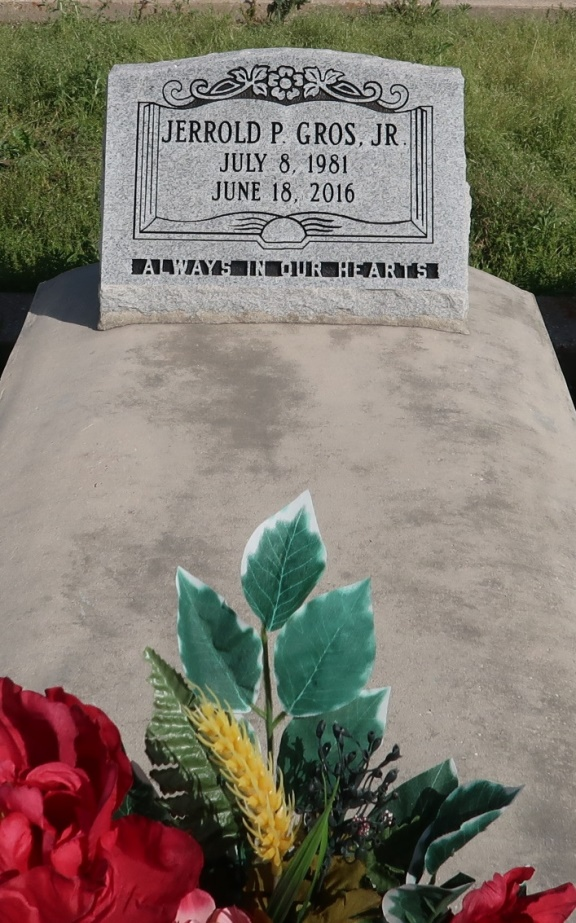 JERROLD P. GROS, JR.
JULY 8, 1981
JUNE 18, 2016
ALWAYS IN OUR HEARTS